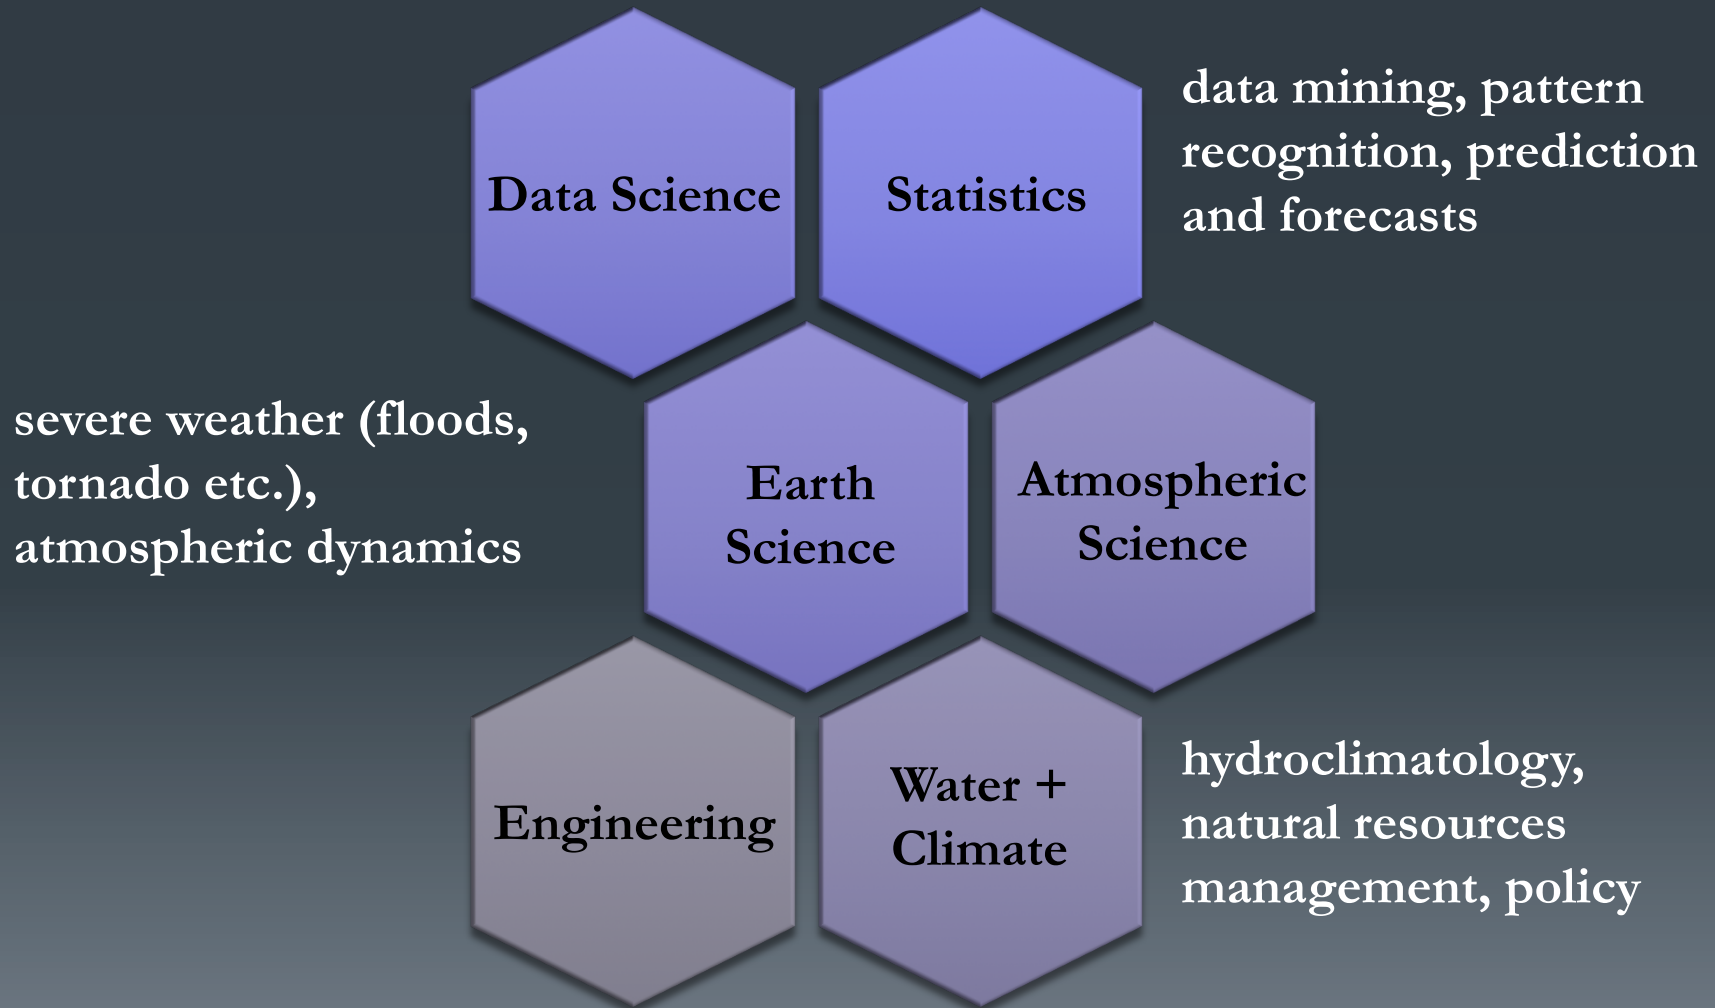 Data Science
Statistics
data mining, pattern
recognition, prediction
and forecasts
severe weather (floods,
tornado etc.),
atmospheric dynamics
Earth
Science
Atmospheric
Science
Engineering
Water +
Climate
hydroclimatology,
natural resources
management, policy